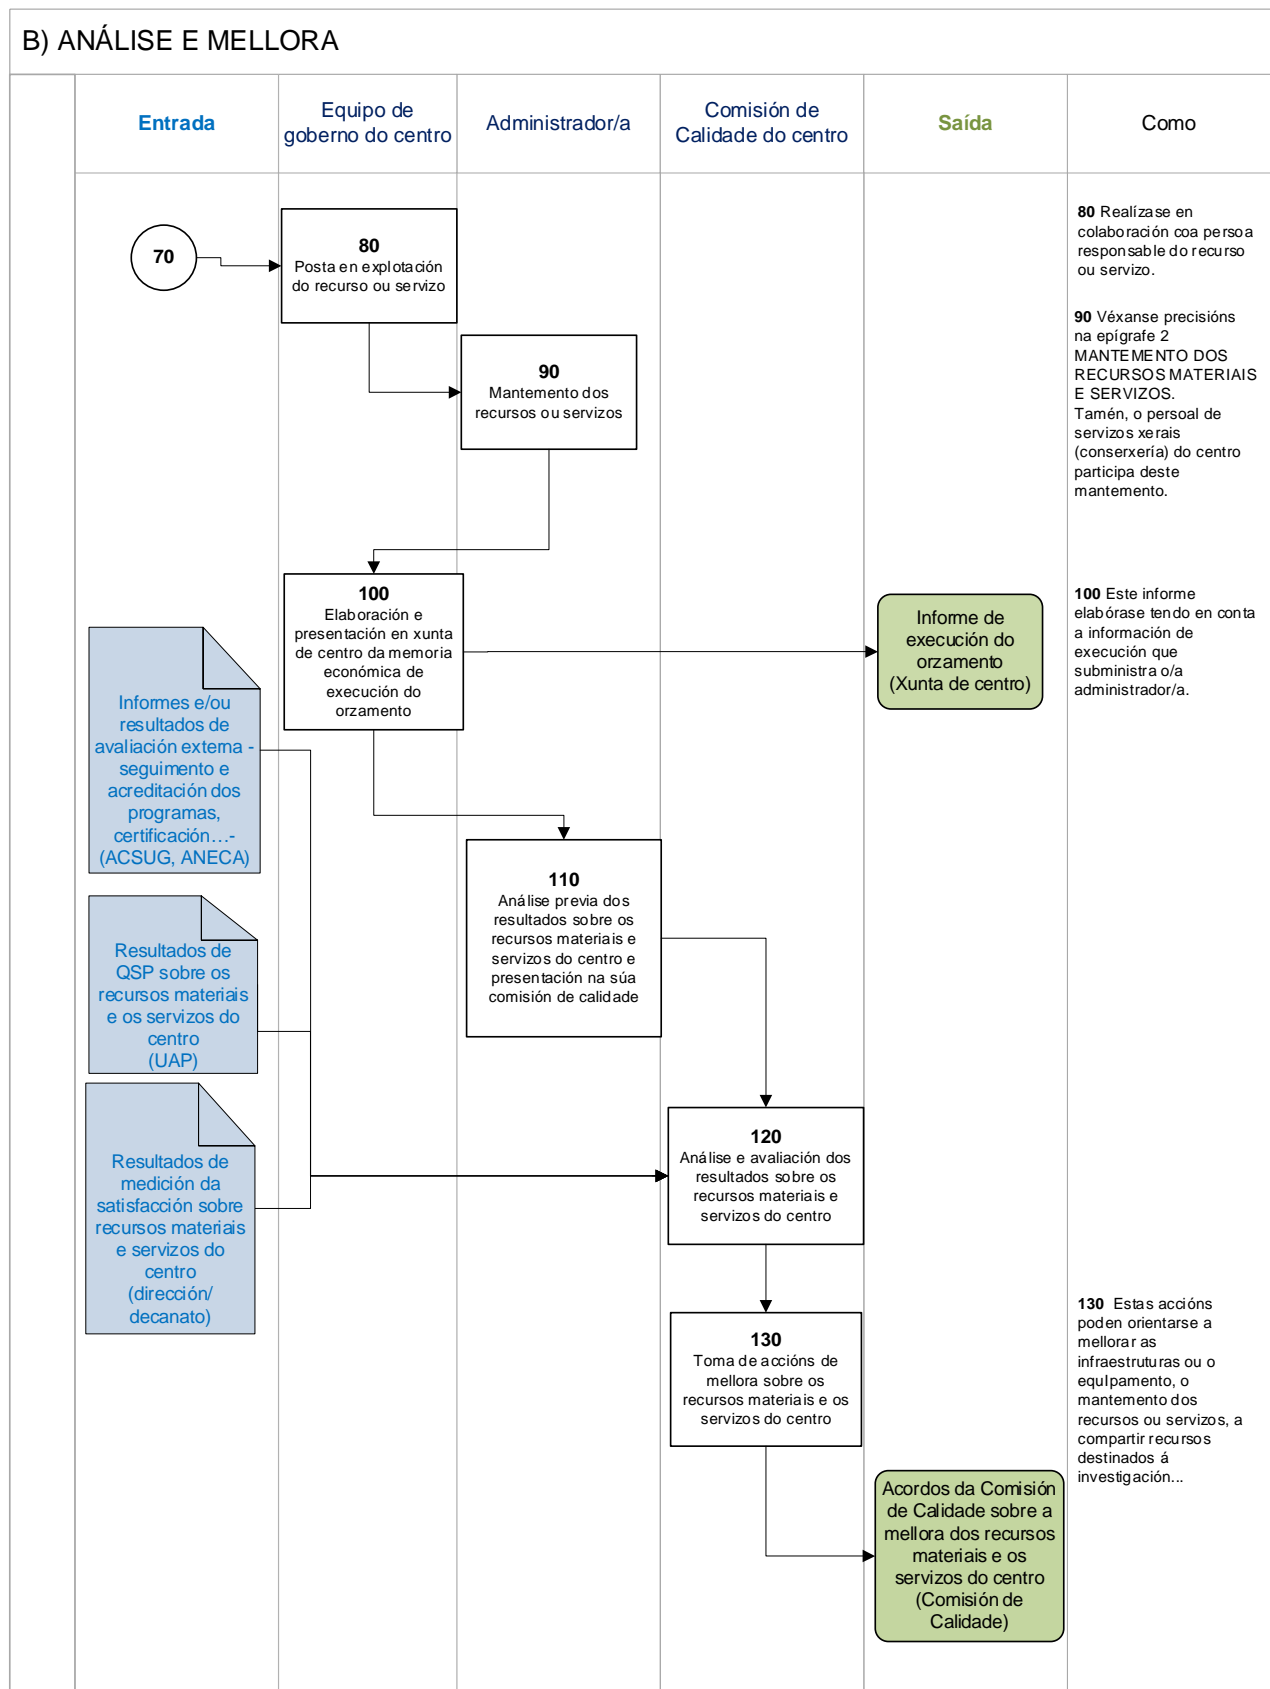 B) ANÁLISE E MELLORA
Entrada
Equipo de
goberno do centro
Administrador/a
Comisión de
Calidade do centro
Saída
Como
70
80
Posta en explotación
do recurso ou servizo
80 Realízase en
colaboración coa persoa
responsable do recurso
ou servizo.
90
Mantemento dos
recursos ou servizos
90 Véxanse precisións
na epígrafe 2
MANTEMENTO DOS
RECURSOS MATERIAIS
E SERVIZOS.
Tamén, o persoal de
servizos xerais
(conserxería) do centro
participa deste
mantemento.
100
Elaboración e
presentación en xunta
de centro da memoria
económica de
execución do
orzamento
Informe de
execución do
orzamento
(Xunta de centro)
100 Este informe
elabórase tendo en conta
a información de
execución que
subministra o/a
administrador/a.
Informes e/ou
resultados de
avaliación externa -
seguimento e
acreditación dos
programas,
certificación…-
(ACSUG, ANECA)
110
Análise previa dos
resultados sobre os
recursos materiais e
servizos do centro e
presentación na súa
comisión de calidade
Resultados de
QSP sobre os
recursos materiais
e os servizos do
centro
(UAP)
Resultados de
medición da
satisfacción sobre
recursos materiais
e servizos do
centro
(dirección/
decanato)
120
Análise e avaliación dos
resultados sobre os
recursos materiais e
servizos do centro
130
Toma de accións de
mellora sobre os
recursos materiais e os
servizos do centro
130 Estas accións
poden orientarse a
mellorar as
infraestruturas ou o
equIpamento, o
mantemento dos
recursos ou servizos, a
compartir recursos
destinados á
investigación...
Acordos da Comisión
de Calidade sobre a
mellora dos recursos
materiais e os
servizos do centro
(Comisión de
Calidade)